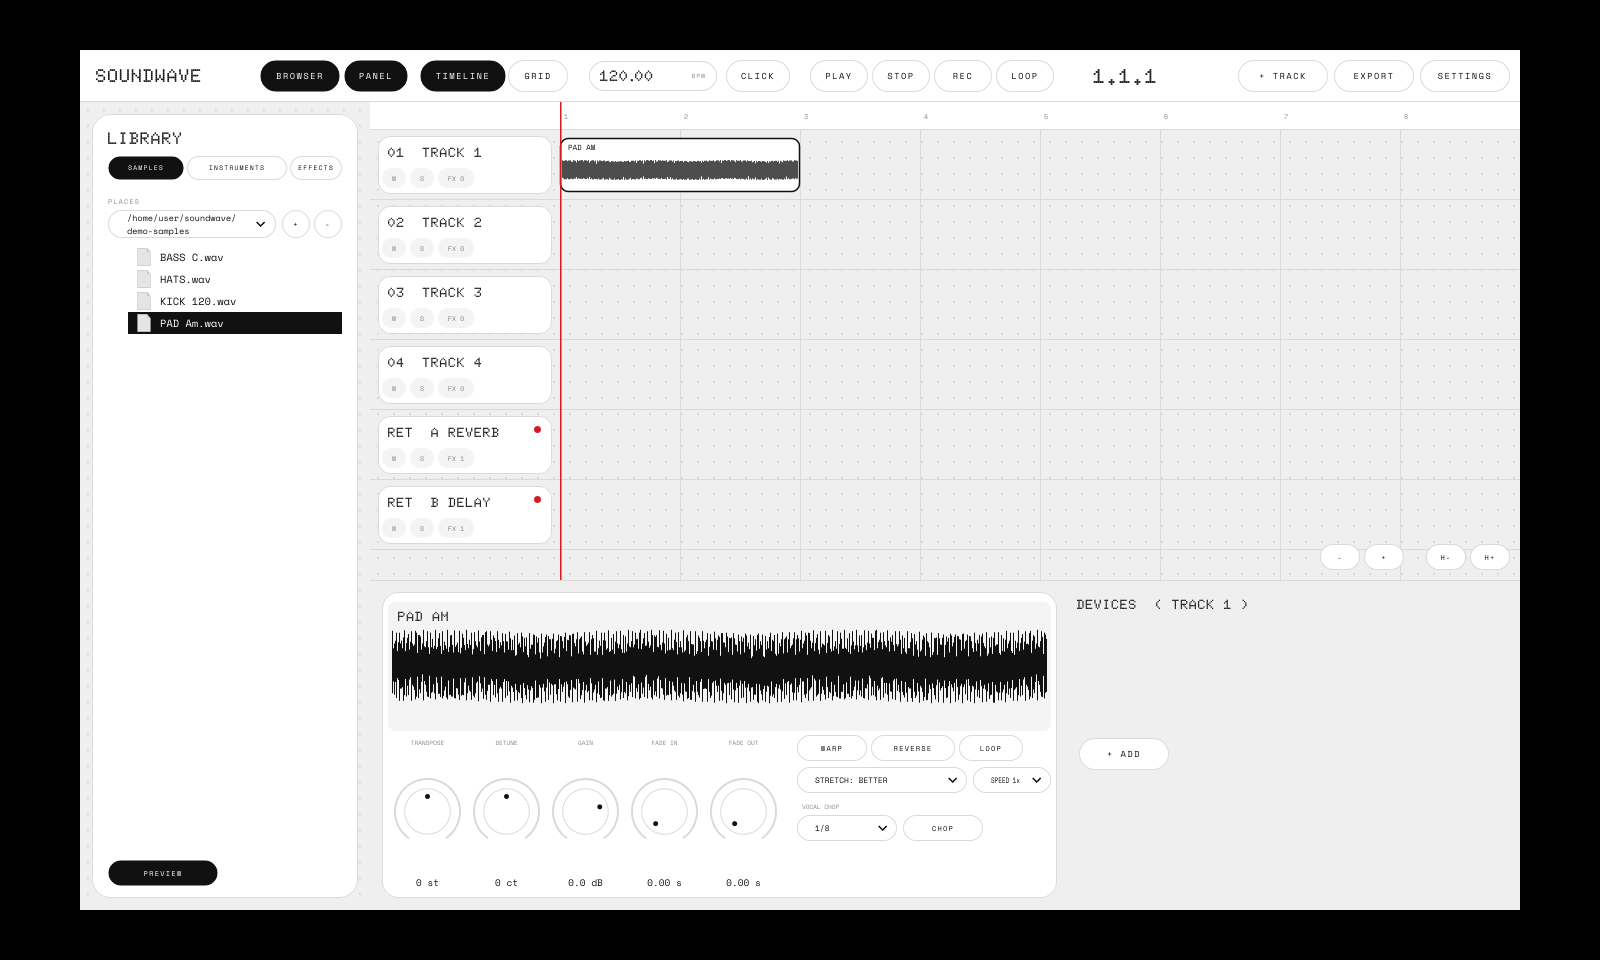 SOUNDWAVE
BROWSER PANEL TIMELINE GRID 120.00 BPM CLICK PLAY STOP REC LOOP 1.1.1 + TRACK EXPORT SETTINGS
LIBRARY
SAMPLES INSTRUMENTS EFFECTS
PLACES
/home/user/soundwave/
demo-samples
+ -
BASS C.wav
HATS.wav
KICK 120.wav
PAD Am.wav
PREVIEW
1 2 3 4 5 6 7 8
01 TRACK 1
M S FX 0
PAD AM
02 TRACK 2
M S FX 0
03 TRACK 3
M S FX 0
04 TRACK 4
M S FX 0
RET A REVERB
M S FX 1
RET B DELAY
M S FX 1
- + H- H+
PAD AM
TRANSPOSE DETUNE GAIN FADE IN FADE OUT
0 st 0 ct 0.0 dB 0.00 s 0.00 s
WARP REVERSE LOOP
STRETCH: BETTER SPEED 1x
VOCAL CHOP
1/8 CHOP
DEVICES ( TRACK 1 )
+ ADD